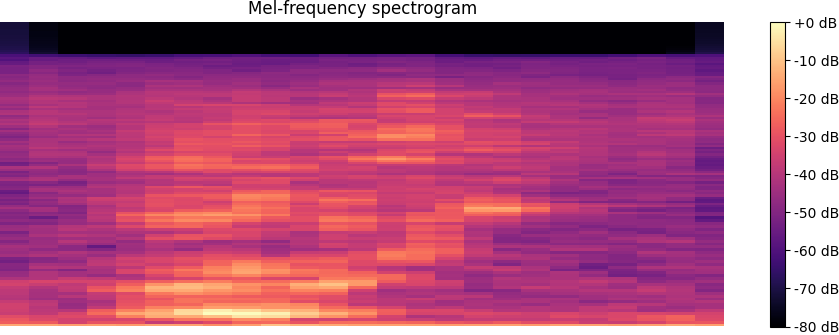 Mel-frequency spectrogram
+0 dB
-10 dB
-20 dB
-30 dB
-40 dB
-50 dB
-60 dB
-70 dB
-80 dB